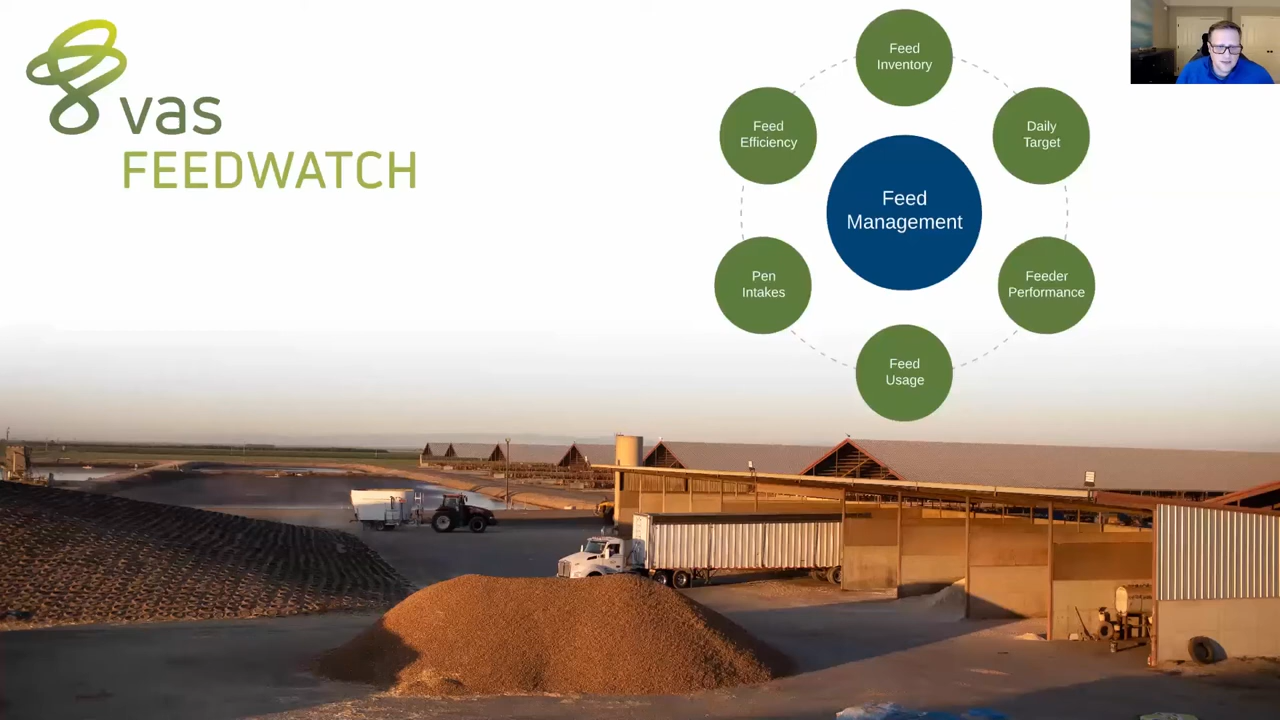 vas
FEEDWATCH
Feed
Inventory
Daily
Target
Feeder
Performance
Feed
Usage
Pen
Intakes
Feed
Efficiency
Feed
Management